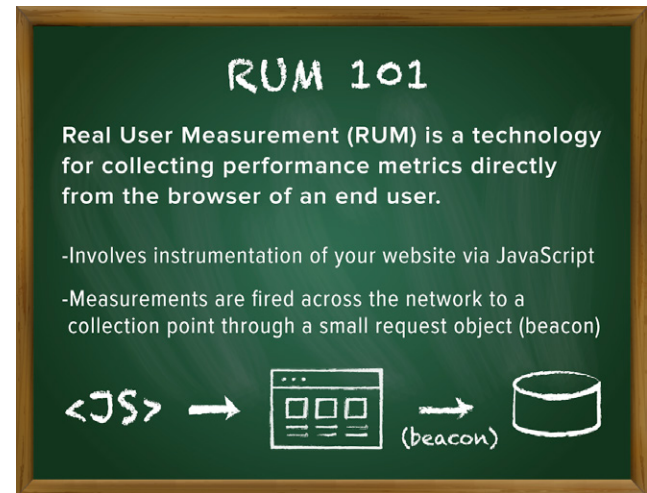 RUM 101
Real User Measurement (RUM) is a technology
for collecting performance metrics directly
from the browser of an end user.
-Involves instrumentation of your website via JavaScript
-Measurements are fired across the network to a
collection point through a small request object (beacon)
<JS>
(beacon)